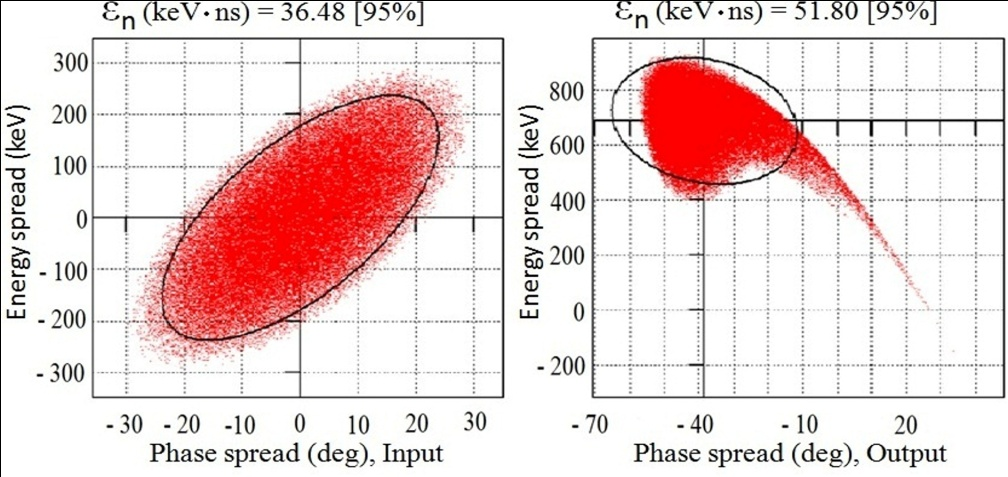 εn (keV·ns) = 36.48 [95%]
Energy spread (keV)
300
200
100
0
- 100
- 200
- 300
- 30 - 20 -10 0 10 20 30
Phase spread (deg), Input
εn (keV·ns) = 51.80 [95%]
Energy spread (keV)
800
600
400
200
0
- 200
- 70 - 40 - 10 20
Phase spread (deg), Output